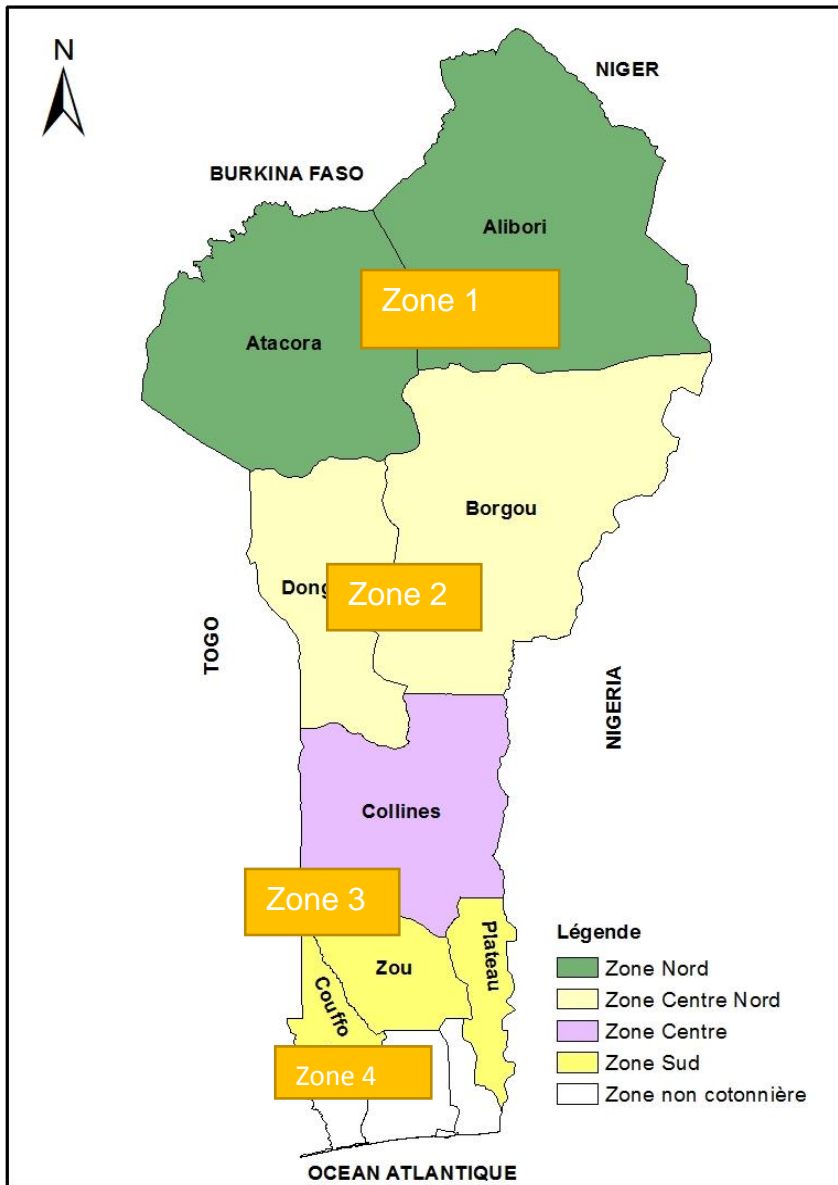 N
NIGER
BURKINA FASO
Alibori
Zone 1
Atacora
Borgou
Zone 2
TOGO
NIGERIA
Collines
Zone 3
Zou
Plateau
Couffo
Zone 4
Légende
Zone Nord
Zone Centre Nord
Zone Centre
Zone Sud
Zone non cotonnière
OCEAN ATLANTIQUE